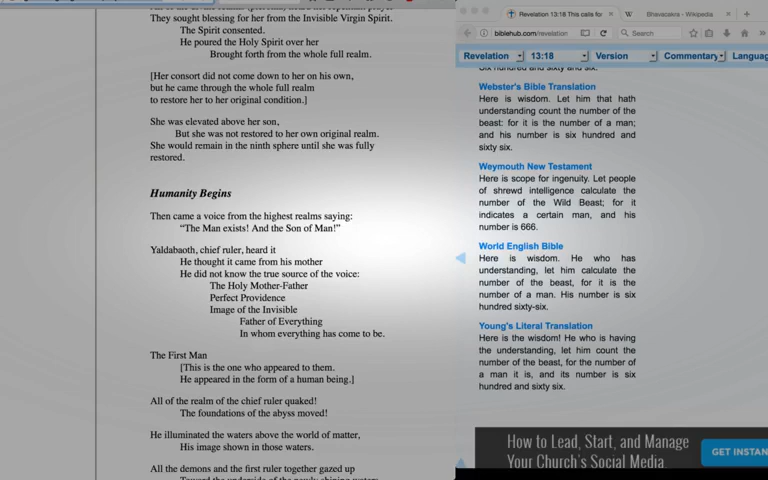 They sought blessing for her from the Invisible Virgin Spirit.
The Spirit consented.
He poured the Holy Spirit over her
Brought forth from the whole full realm.
[Her consort did not come down to her on his own,
but he came through the whole full realm
to restore her to her original condition.]
She was elevated above her son,
But she was not restored to her own original realm.
She would remain in the ninth sphere until she was fully
restored.
Humanity Begins
Then came a voice from the highest realms saying:
“The Man exists! And the Son of Man!”
Yaldabaoth, chief ruler, heard it
He thought it came from his mother
He did not know the true source of the voice:
The Holy Mother-Father
Perfect Providence
Image of the Invisible
Father of Everything
In whom everything has come to be.
The First Man
[This is the one who appeared to them.
He appeared in the form of a human being.]
All of the realm of the chief ruler quaked!
The foundations of the abyss moved!
He illuminated the waters above the world of matter,
His image shown in those waters.
All the demons and the first ruler together gazed up
Revelation 13:18 This calls for
Bhavacakra - Wikipedia
biblehub.com/revelation
Search
Revelation 13:18 Version Commentary Languag
Six hundred and sixty and six.
Webster's Bible Translation
Here is wisdom. Let him that hath
understanding count the number of the
beast: for it is the number of a man;
and his number is six hundred and
sixty six.
Weymouth New Testament
Here is scope for ingenuity. Let people
of shrewd intelligence calculate the
number of the Wild Beast; for it
indicates a certain man, and his
number is 666.
World English Bible
Here is wisdom. He who has
understanding, let him calculate the
number of the beast, for it is the
number of a man. His number is six
hundred sixty-six.
Young's Literal Translation
Here is the wisdom! He who is having
the understanding, let him count the
number of the beast, for the number of
a man it is, and its number is six
hundred and sixty six.
How to Lead, Start, and Manage
Your Church's Social Media
GET INSTAN